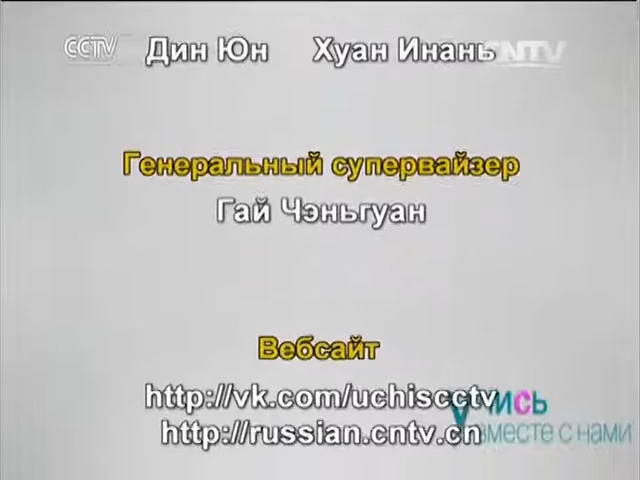 CCTV Дин Юн Хуан Инань CNTV
Генеральный супервайзер
Гай Чэньгуан
Вебсайт
http://vk.com/uchiscctv
Учись
http://russian.cntv.cn
вместе с нами